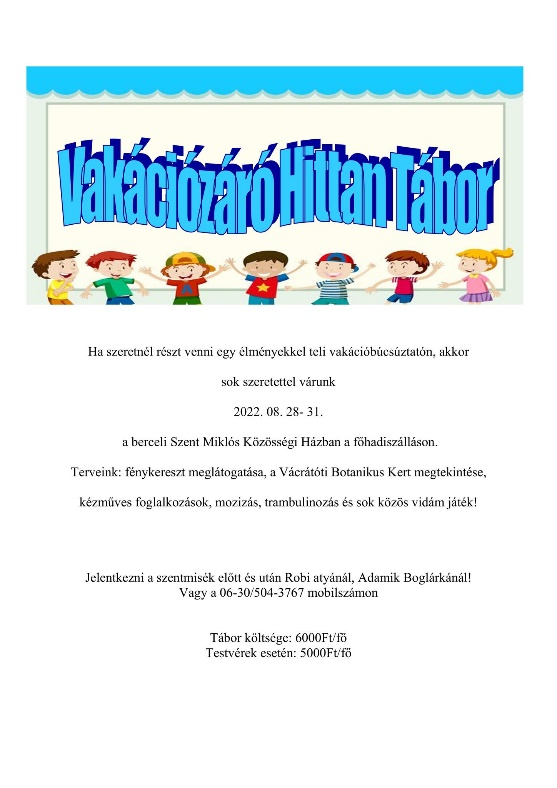 Vakációzáró Hittan Tábor
Ha szeretnél részt venni egy élményekkel teli vakációbúcsúztatón, akkor
sok szeretettel várunk
2022. 08. 28- 31.
a berceli Szent Miklós Közösségi Házban a főhadiszálláson.
Terveink: fénykereszt meglátogatása, a Vácrátóti Botanikus Kert megtekintése,
kézműves foglalkozások, mozizás, trambulinozás és sok közös vidám játék!
Jelentkezni a szentmisék előtt és után Robi atyánál, Adamik Boglárkánál!
Vagy a 06-30/504-3767 mobilszámon
Tábor költsége: 6000Ft/fő
Testvérek esetén: 5000Ft/fő